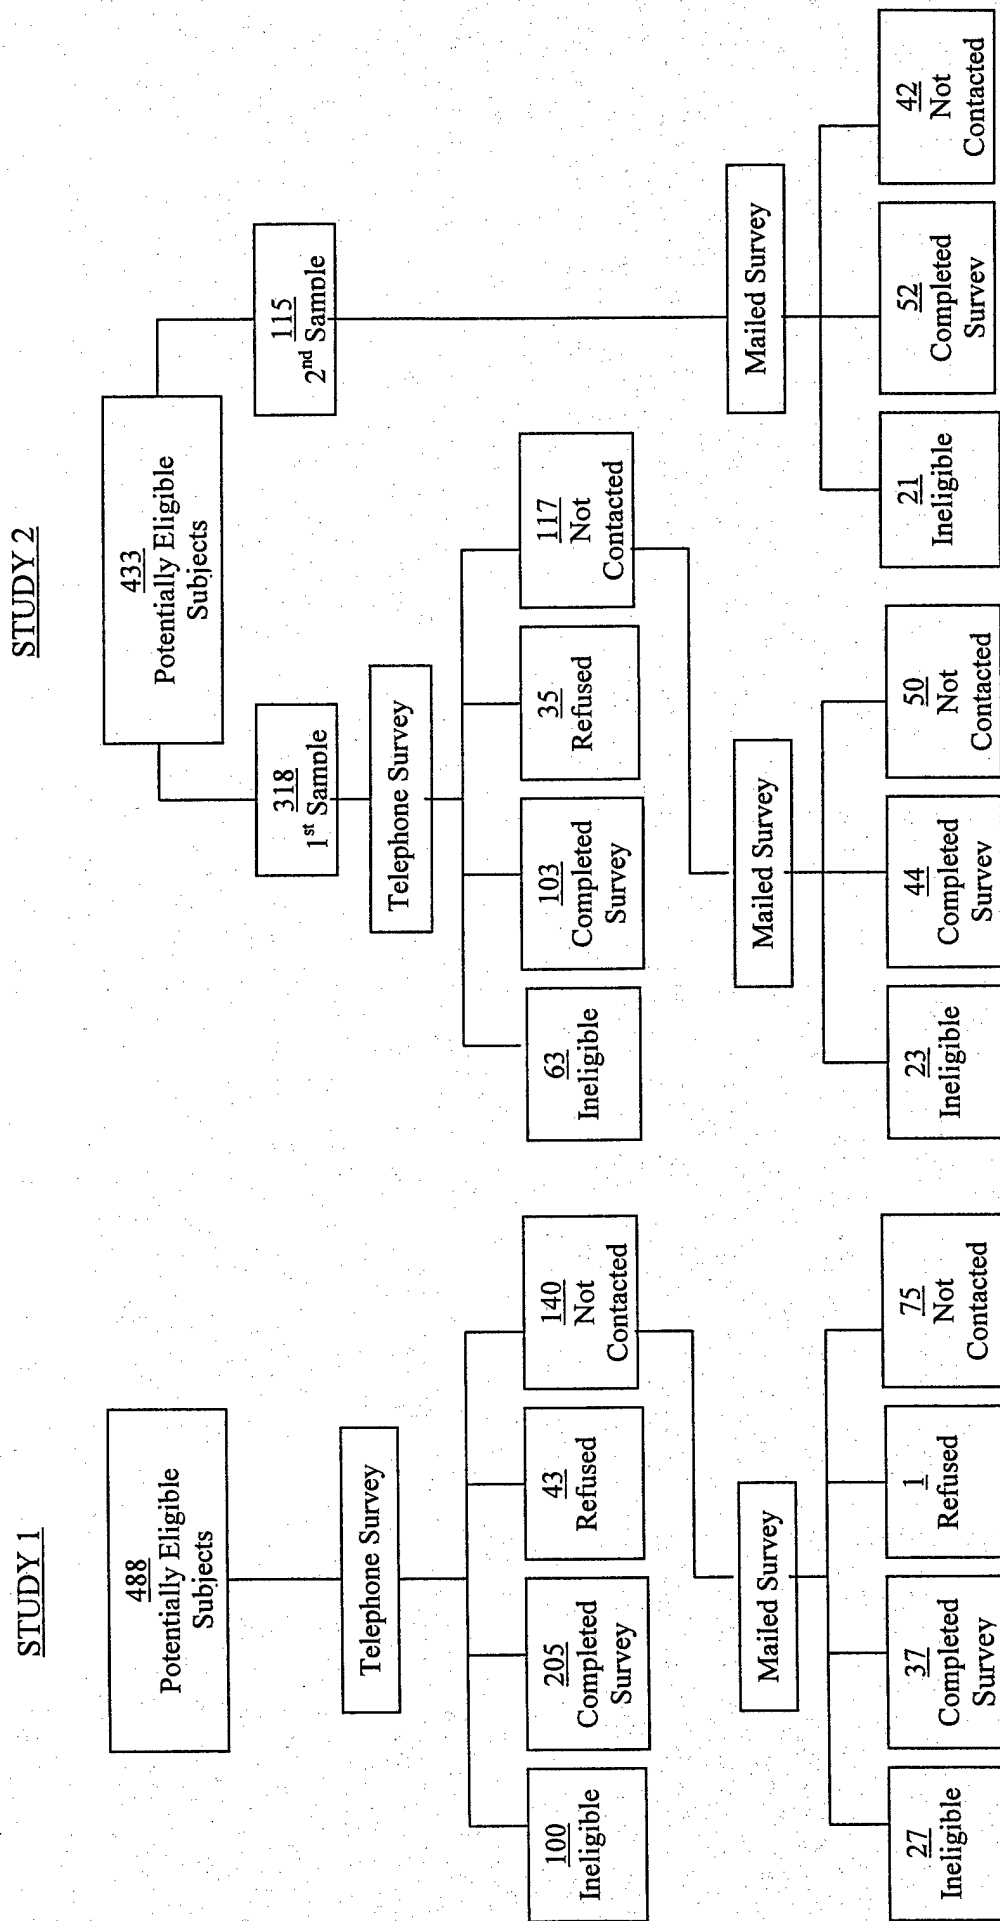 STUDY 1
488
Potentially Eligible
Subjects
Telephone Survey
100
Ineligible
205
Completed
Survey
43
Refused
140
Not
Contacted
Mailed Survey
27
Ineligible
37
Completed
Survey
1
Refused
75
Not
Contacted
STUDY 2
433
Potentially Eligible
Subjects
318
1st Sample
115
2nd Sample
Telephone Survey
63
Ineligible
103
Completed
Survey
35
Refused
117
Not
Contacted
Mailed Survey
23
Ineligible
44
Completed
Survey
50
Not
Contacted
Mailed Survey
21
Ineligible
52
Completed
Survey
42
Not
Contacted